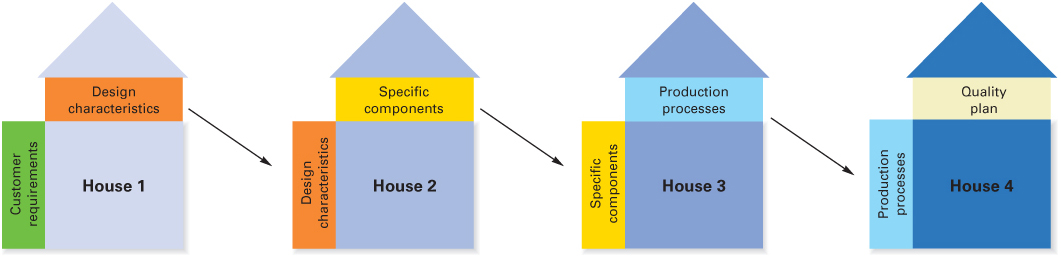 Design
characteristics
Customer
requirements
House 1
Specific
components
Design
characteristics
House 2
Production
processes
Specific
components
House 3
Quality
plan
Production
processes
House 4